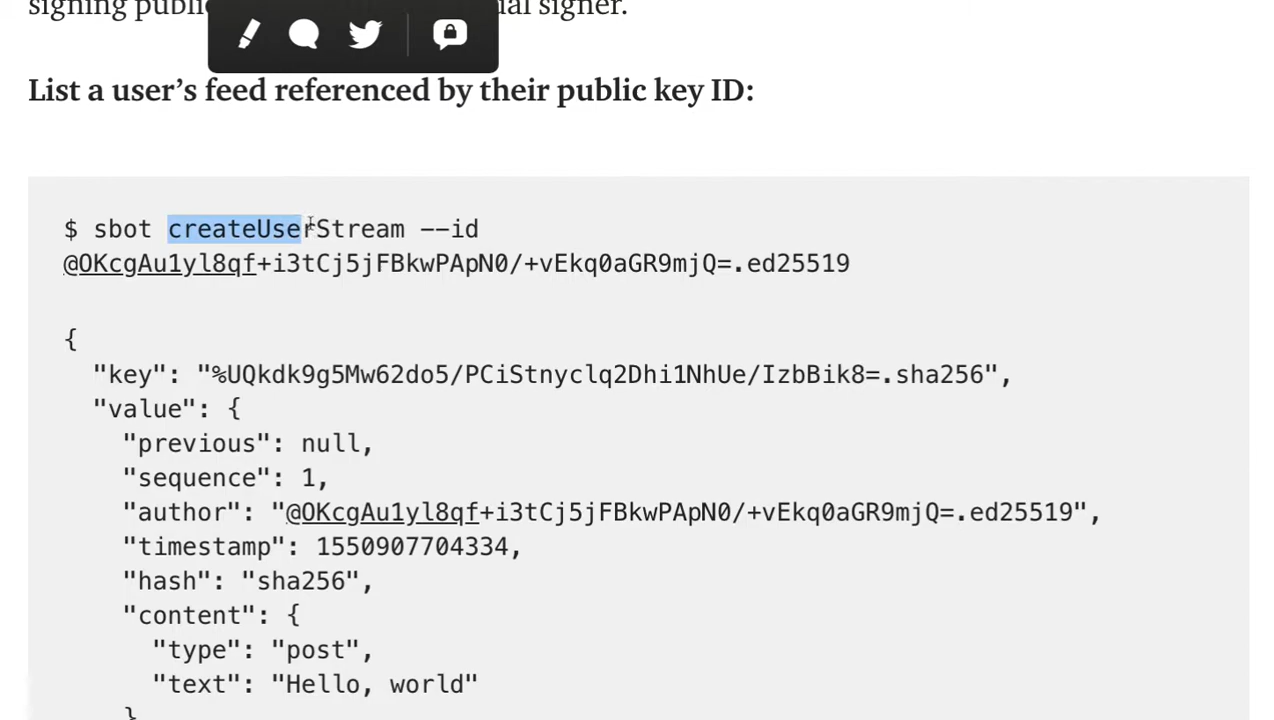 signing public ual signer.
List a user’s feed referenced by their public key ID:
$ sbot createUserStream --id
@OKcgAu1yl8qf+i3tCj5jFBkwPApN0/+vEkq0aGR9mjQ=.ed25519
{
"key": "%UQkdk9g5Mw62do5/PCiStnyclq2Dhi1NhUe/IzbBik8=.sha256",
"value": {
"previous": null,
"sequence": 1,
"author": "@OKcgAu1yl8qf+i3tCj5jFBkwPApN0/+vEkq0aGR9mjQ=.ed25519",
"timestamp": 1550907704334,
"hash": "sha256",
"content": {
"type": "post",
"text": "Hello, world"
}